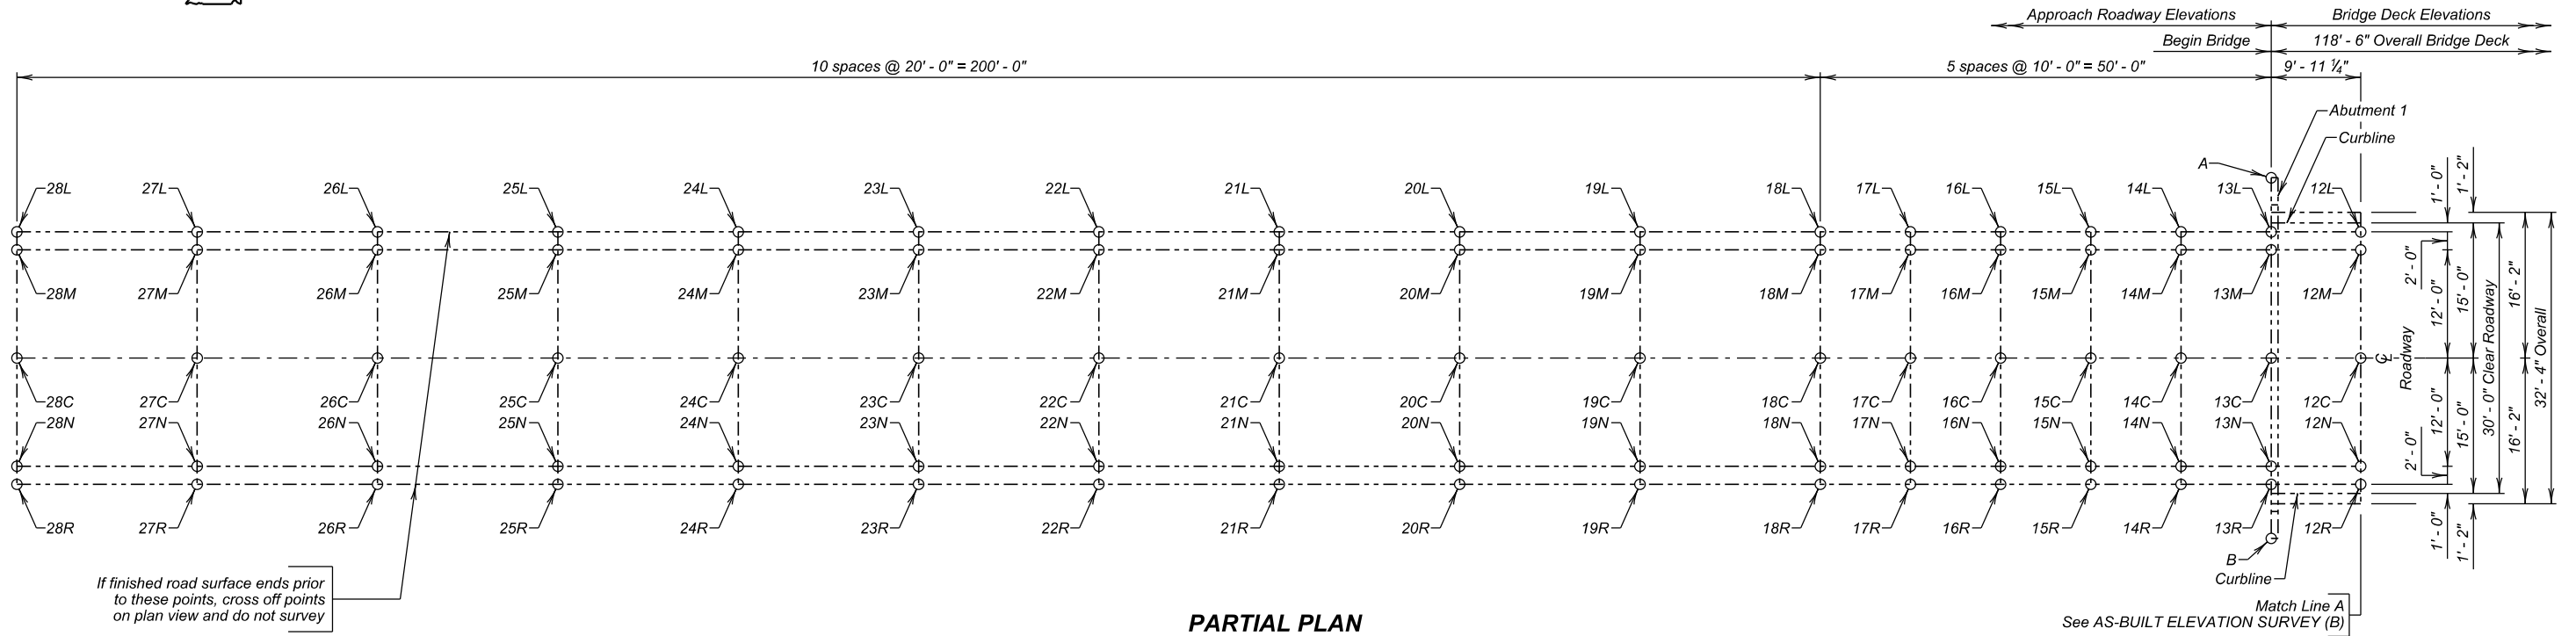 Approach Roadway Elevations Bridge Deck Elevations
Begin Bridge 118' - 6" Overall Bridge Deck
10 spaces @ 20' - 0" = 200' - 0" 5 spaces @ 10' - 0" = 50' - 0" 9' - 11 ¼"
Abutment 1
Curbline
A
28L 27L 26L 25L 24L 23L 22L 21L 20L 19L 18L 17L 16L 15L 14L 13L 12L
1' - 0" 1' - 2"
28M 27M 26M 25M 24M 23M 22M 21M 20M 19M 18M 17M 16M 15M 14M 13M 12M
2' - 0" 12' - 0" 15' - 0" 16' - 2"
30' - 0" Clear Roadway
32' - 4" Overall
CL
Roadway
28C 27C 26C 25C 24C 23C 22C 21C 20C 19C 18C 17C 16C 15C 14C 13C 12C
28N 27N 26N 25N 24N 23N 22N 21N 20N 19N 18N 17N 16N 15N 14N 13N 12N
2' - 0" 12' - 0" 15' - 0" 16' - 2"
28R 27R 26R 25R 24R 23R 22R 21R 20R 19R 18R 17R 16R 15R 14R 13R 12R
1' - 0" 1' - 2"
B
Curbline
If finished road surface ends prior
to these points, cross off points
on plan view and do not survey
Match Line A
See AS-BUILT ELEVATION SURVEY (B)
PARTIAL PLAN